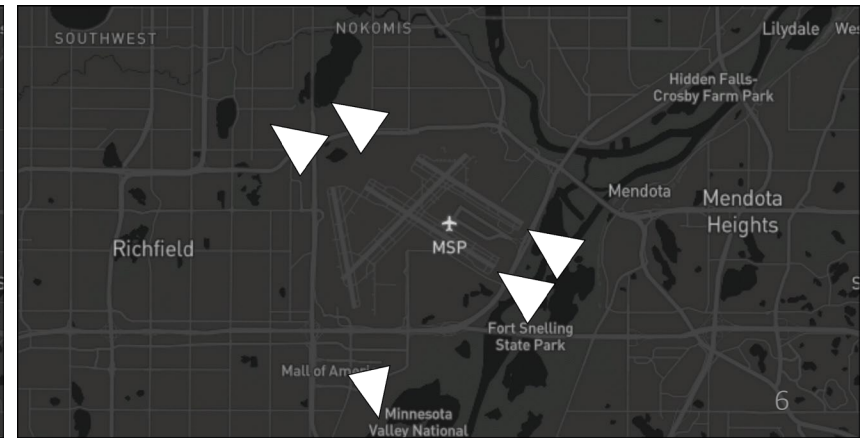 SOUTHWEST
NOKOMIS
Lilydale
Hidden Falls-
Crosby Farm Park
Mendota
Mendota
Heights
Richfield
MSP
Fort Snelling
State Park
Mall of
Minnesota
Valley National
6